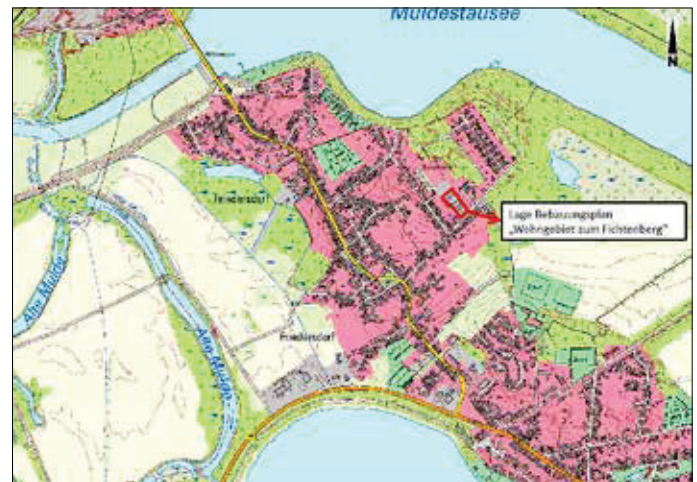 Muldestausee
N
Friedersdorf
Lage Bebauungsplan
„Wohngebiet zum Fichtenberg"
Alte Mulde
Alte Mulde
Friedersdorf